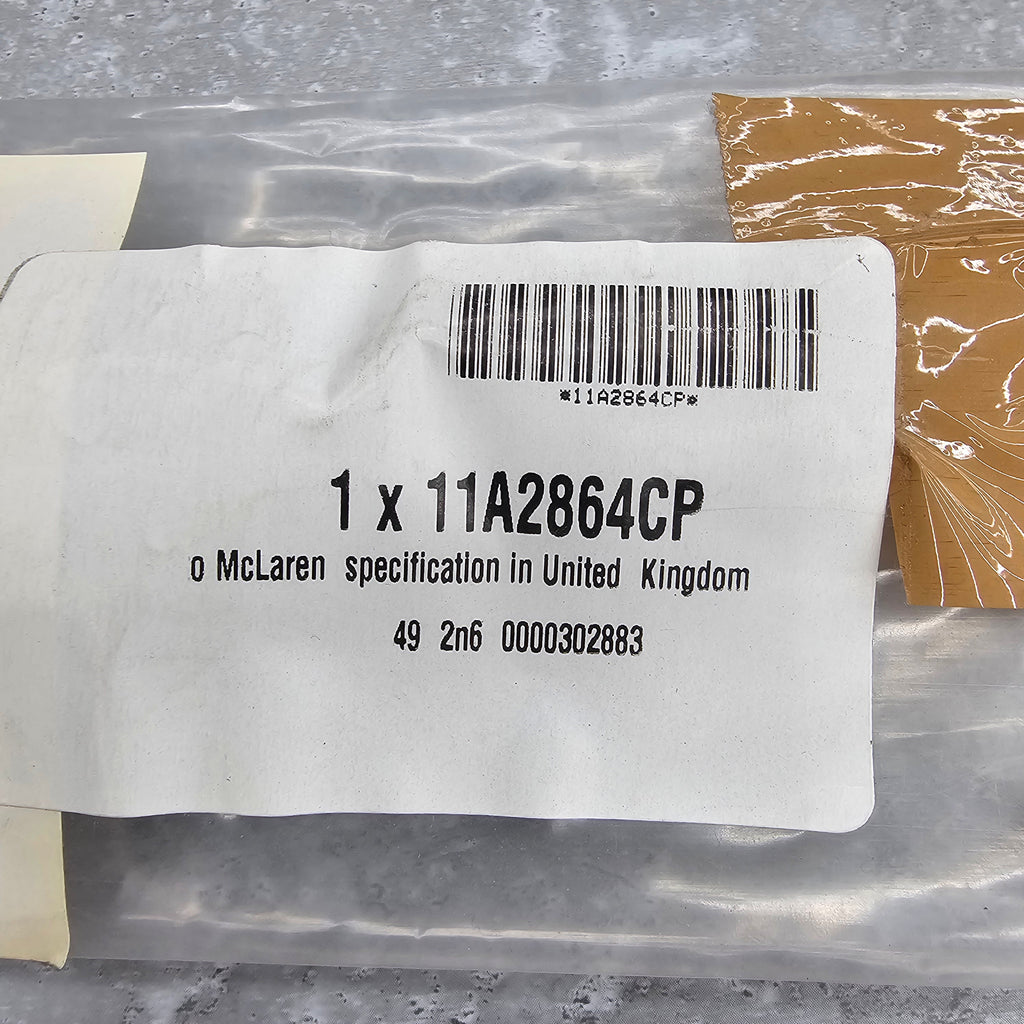 *11A2864CP*
1 x 11A2864CP
o McLaren specification in United Kingdom
49 2n6 0000302883